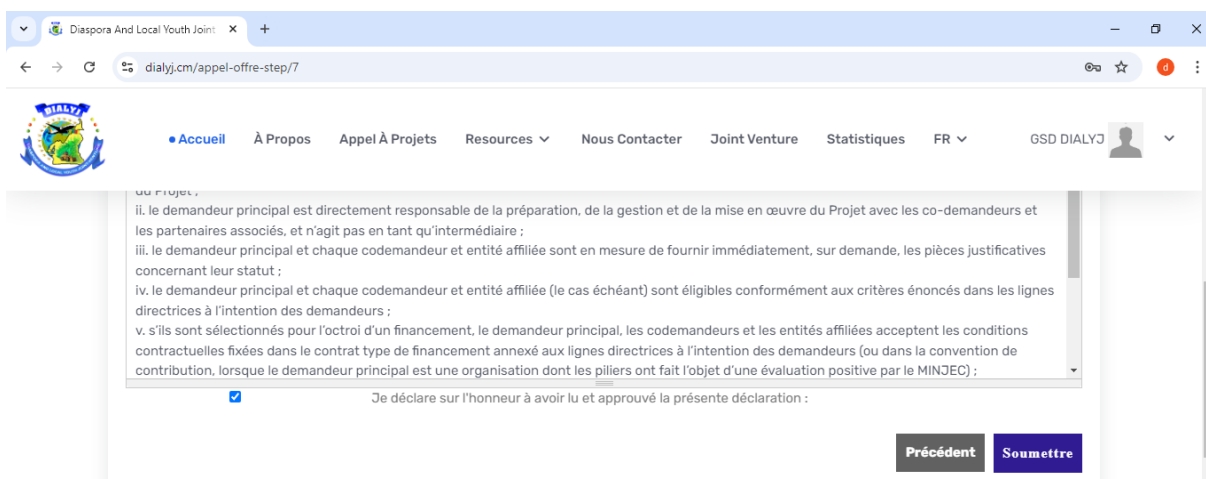 Diaspora And Local Youth Joint
dialyj.cm/appel-offre-step/7
d
DIALYJ
Accueil À Propos Appel À Projets Resources Nous Contacter Joint Venture Statistiques FR GSD DIALYJ
du Projet ;
ii. le demandeur principal est directement responsable de la préparation, de la gestion et de la mise en œuvre du Projet avec les co-demandeurs et
les partenaires associés, et n'agit pas en tant qu'intermédiaire ;
iii. le demandeur principal et chaque codemandeur et entité affiliée sont en mesure de fournir immédiatement, sur demande, les pièces justificatives
concernant leur statut ;
iv. le demandeur principal et chaque codemandeur et entité affiliée (le cas échéant) sont éligibles conformément aux critères énoncés dans les lignes
directrices à l'intention des demandeurs ;
v. s'ils sont sélectionnés pour l'octroi d'un financement, le demandeur principal, les codemandeurs et les entités affiliées acceptent les conditions
contractuelles fixées dans le contrat type de financement annexé aux lignes directrices à l'intention des demandeurs (ou dans la convention de
contribution, lorsque le demandeur principal est une organisation dont les piliers ont fait l'objet d'une évaluation positive par le MINJEC) ;
Je déclare sur l'honneur à avoir lu et approuvé la présente déclaration :
Précédent Soumettre